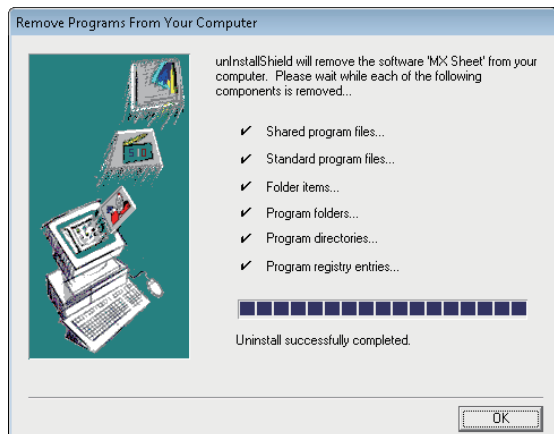 Remove Programs From Your Computer
unInstallShield will remove the software 'MX Sheet' from your
computer.  Please wait while each of the following
components is removed...
✔ Shared program files...
✔ Standard program files...
✔ Folder items...
✔ Program folders...
✔ Program directories...
✔ Program registry entries...
Uninstall successfully completed.
OK